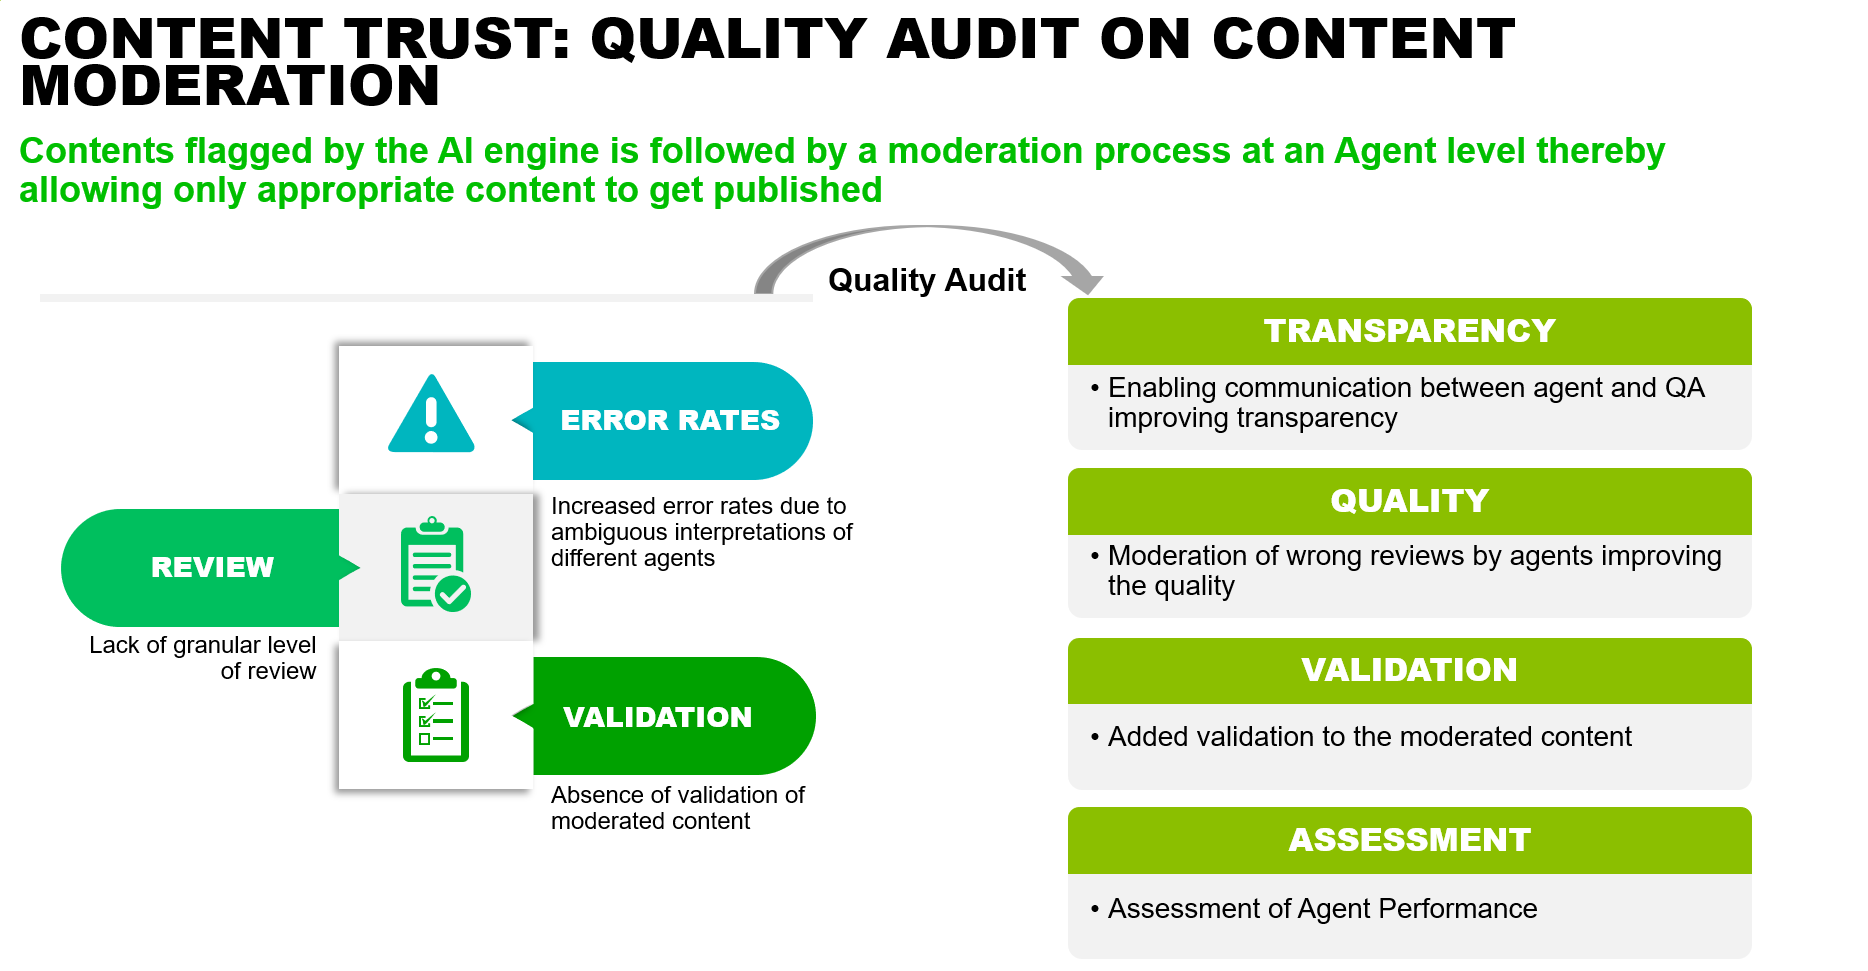 CONTENT TRUST: QUALITY AUDIT ON CONTENT
MODERATION
Contents flagged by the AI engine is followed by a moderation process at an Agent level thereby
allowing only appropriate content to get published
Quality Audit
ERROR RATES
Increased error rates due to
ambiguous interpretations of
different agents
REVIEW
Lack of granular level
of review
VALIDATION
Absence of validation of
moderated content
TRANSPARENCY
• Enabling communication between agent and QA
improving transparency
QUALITY
• Moderation of wrong reviews by agents improving
the quality
VALIDATION
• Added validation to the moderated content
ASSESSMENT
• Assessment of Agent Performance